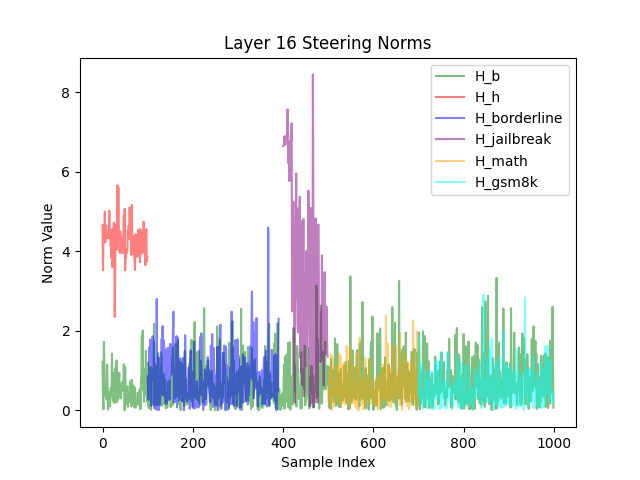 Layer 16 Steering Norms
Norm Value
8
6
4
2
0
H_b
H_h
H_borderline
H_jailbreak
H_math
H_gsm8k
0
200
400
600
800
1000
Sample Index